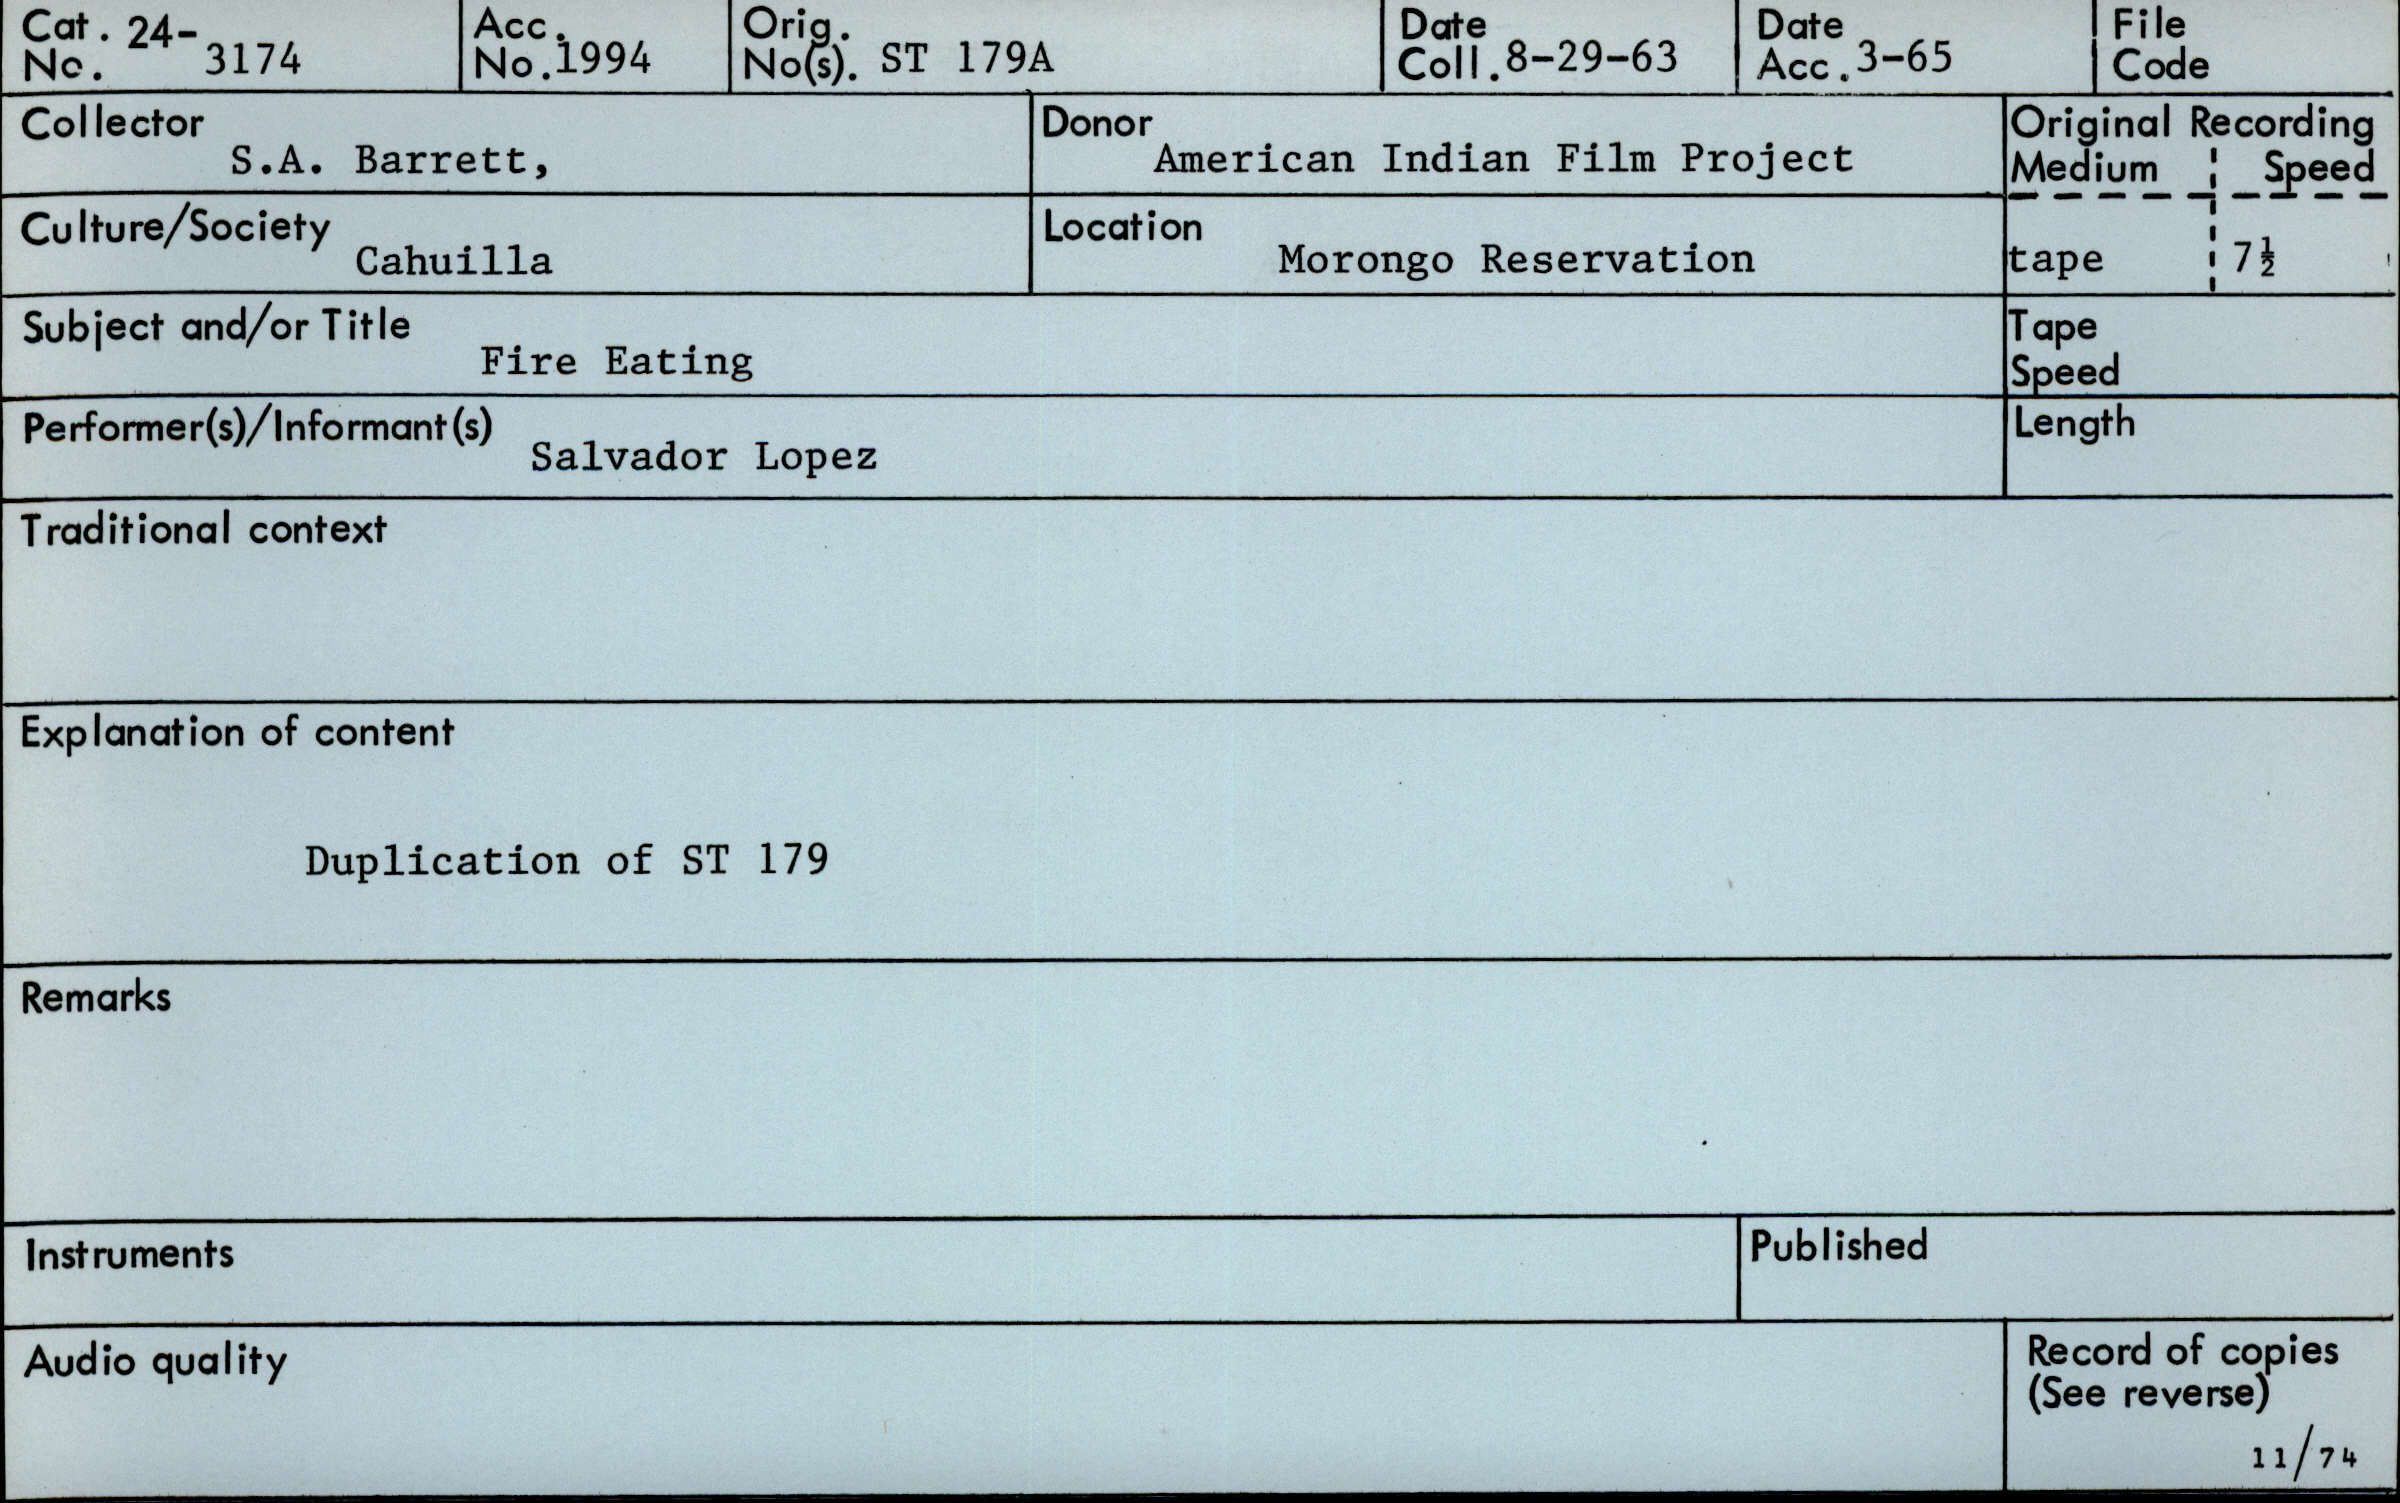 Cat. No. 24-3174
Acc. No. 1994
Orig. No(s). ST 179A
Date Coll. 8-29-63
Date Acc. 3-65
File Code
Collector
S.A. Barrett,
Donor
American Indian Film Project
Original Recording
Medium Speed
tape 7½
Culture/Society
Cahuilla
Location
Morongo Reservation
Subject and/or Title
Fire Eating
Tape
Speed
Performer(s)/Informant(s)
Salvador Lopez
Length
Traditional context
Explanation of content
Duplication of ST 179
Remarks
Instruments
Published
Audio quality
Record of copies
(See reverse)
11/74